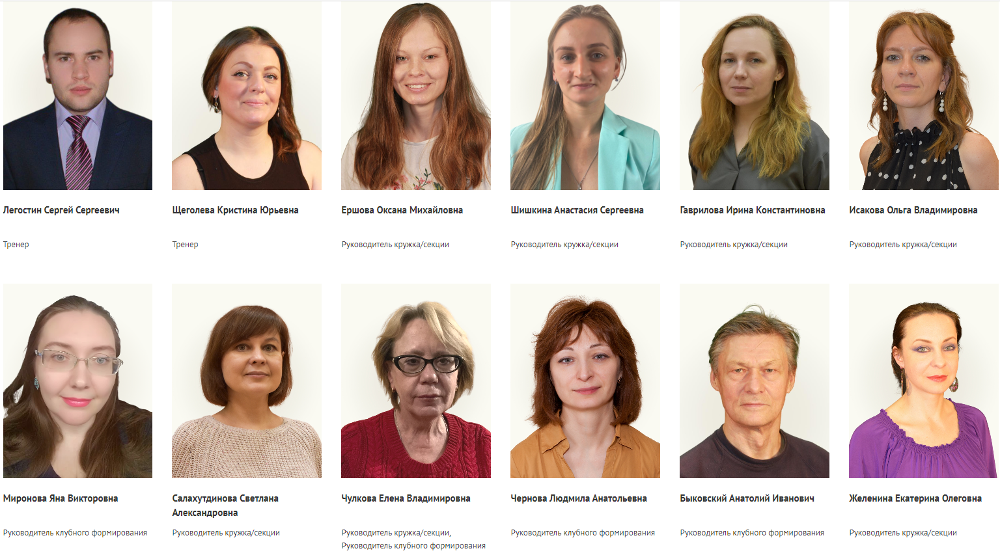 Легостин Сергей Сергеевич
Щеголева Кристина Юрьевна
Ершова Оксана Михайловна
Шишкина Анастасия Сергеевна
Гаврилова Ирина Константиновна
Исакова Ольга Владимировна
Тренер
Тренер
Руководитель кружка/секции
Руководитель кружка/секции
Руководитель кружка/секции
Руководитель кружка/секции
Миронова Яна Викторовна
Салахутдинова Светлана
Александровна
Чулкова Елена Владимировна
Чернова Людмила Анатольевна
Быковский Анатолий Иванович
Желенина Екатерина Олеговна
Руководитель клубного формирования
Руководитель кружка/секции
Руководитель кружка/секции,
Руководитель клубного формирования
Руководитель клубного формирования
Руководитель клубного формирования
Руководитель кружка/секции